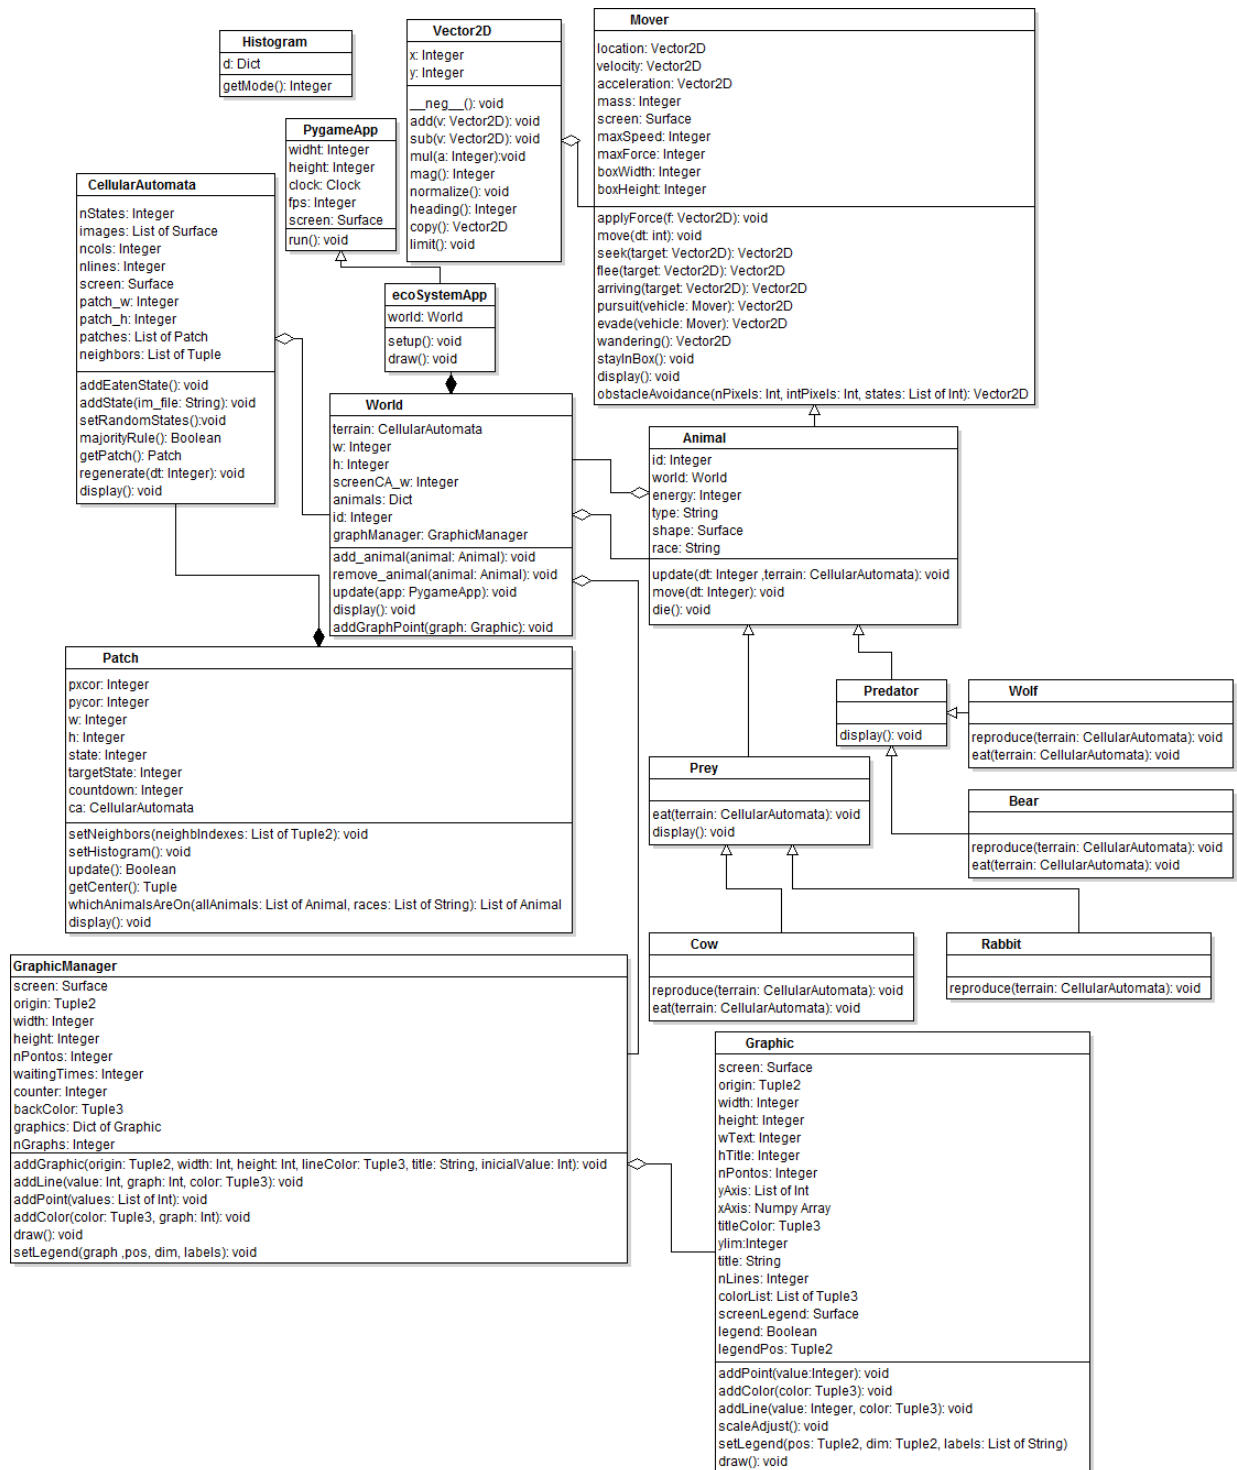 Histogram
d: Dict
getMode(): Integer
Vector2D
x: Integer
y: Integer
__neg__(): void
add(v: Vector2D): void
sub(v: Vector2D): void
mul(a: Integer):void
mag(): Integer
normalize(): void
heading(): Integer
copy(): Vector2D
limit(): void
Mover
location: Vector2D
velocity: Vector2D
acceleration: Vector2D
mass: Integer
screen: Surface
maxSpeed: Integer
maxForce: Integer
boxWidth: Integer
boxHeight: Integer
applyForce(f: Vector2D): void
move(dt: int): void
seek(target: Vector2D): Vector2D
flee(target: Vector2D): Vector2D
arriving(target: Vector2D): Vector2D
pursuit(vehicle: Mover): Vector2D
evade(vehicle: Mover): Vector2D
wandering(): Vector2D
stayInBox(): void
display(): void
obstacleAvoidance(nPixels: Int, intPixels: Int, states: List of Int): Vector2D
PygameApp
widht: Integer
height: Integer
clock: Clock
fps: Integer
screen: Surface
run(): void
CellularAutomata
nStates: Integer
images: List of Surface
ncols: Integer
nlines: Integer
screen: Surface
patch_w: Integer
patch_h: Integer
patches: List of Patch
neighbors: List of Tuple
addEatenState(): void
addState(im_file: String): void
setRandomStates():void
majorityRule(): Boolean
getPatch(): Patch
regenerate(dt: Integer): void
display(): void
ecoSystemApp
world: World
setup(): void
draw(): void
World
terrain: CellularAutomata
w: Integer
h: Integer
screenCA_w: Integer
animals: Dict
id: Integer
graphManager: GraphicManager
add_animal(animal: Animal): void
remove_animal(animal: Animal): void
update(app: PygameApp): void
display(): void
addGraphPoint(graph: Graphic): void
Animal
id: Integer
world: World
energy: Integer
type: String
shape: Surface
race: String
update(dt: Integer ,terrain: CellularAutomata): void
move(dt: Integer): void
die(): void
Patch
pxcor: Integer
pycor: Integer
w: Integer
h: Integer
state: Integer
targetState: Integer
countdown: Integer
ca: CellularAutomata
setNeighbors(neighbIndexes: List of Tuple2): void
setHistogram(): void
update(): Boolean
getCenter(): Tuple
whichAnimalsAreOn(allAnimals: List of Animal, races: List of String): List of Animal
display(): void
Predator
display(): void
Wolf
reproduce(terrain: CellularAutomata): void
eat(terrain: CellularAutomata): void
Prey
eat(terrain: CellularAutomata): void
display(): void
Bear
reproduce(terrain: CellularAutomata): void
eat(terrain: CellularAutomata): void
Cow
reproduce(terrain: CellularAutomata): void
eat(terrain: CellularAutomata): void
Rabbit
reproduce(terrain: CellularAutomata): void
GraphicManager
screen: Surface
origin: Tuple2
width: Integer
height: Integer
nPontos: Integer
waitingTimes: Integer
counter: Integer
backColor: Tuple3
graphics: Dict of Graphic
nGraphs: Integer
addGraphic(origin: Tuple2, width: Int, height: Int, lineColor: Tuple3, title: String, inicialValue: Int): void
addLine(value: Int, graph: Int, color: Tuple3): void
addPoint(values: List of Int): void
addColor(color: Tuple3, graph: Int): void
draw(): void
setLegend(graph ,pos, dim, labels): void
Graphic
screen: Surface
origin: Tuple2
width: Integer
height: Integer
wText: Integer
hTitle: Integer
nPontos: Integer
yAxis: List of Int
xAxis: Numpy Array
titleColor: Tuple3
ylim:Integer
title: String
nLines: Integer
colorList: List of Tuple3
screenLegend: Surface
legend: Boolean
legendPos: Tuple2
addPoint(value:Integer): void
addColor(color: Tuple3): void
addLine(value: Integer, color: Tuple3): void
scaleAdjust(): void
setLegend(pos: Tuple2, dim: Tuple2, labels: List of String)
draw(): void